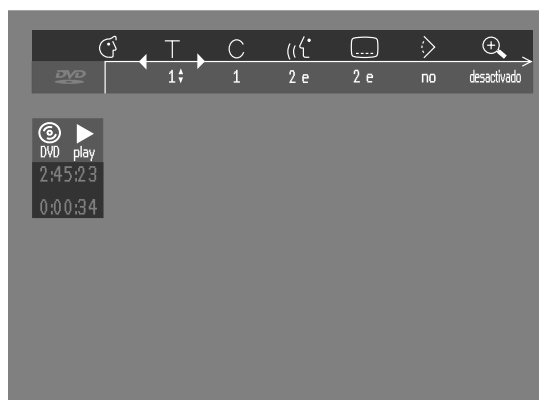 T C
DVD 1 1 2 e 2 e no desactivado
DVD play
2:45:23
0:00:34